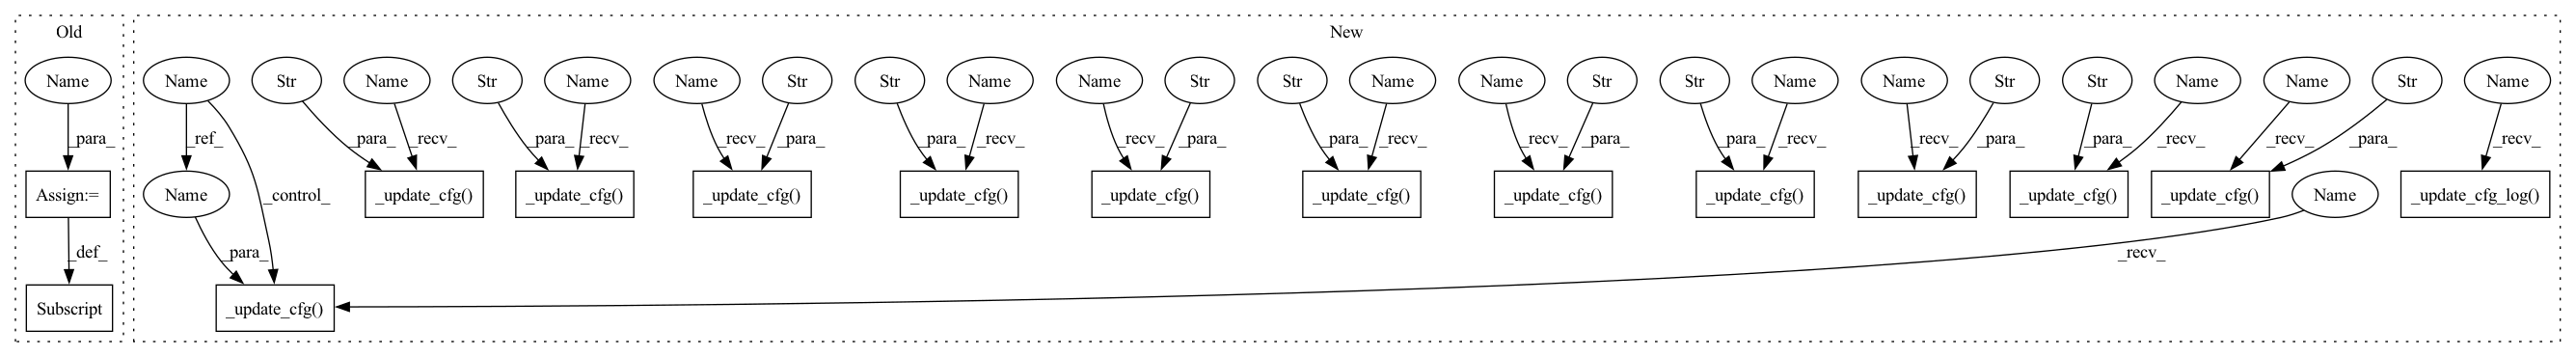 Old New
Name Name Str Name Str Name Name Str Str Name Name Str Str Name Name Str Str Name Name Str Str Name Name Str Name
_para_ _ref_ _para_ _recv_ _para_ _recv_ _recv_ _para_ _para_ _recv_ _recv_ _para_ _para_ _recv_ _recv_ _para_ _para_ _recv_ _recv_ _para_ _para_ _recv_ _recv_ _para_ _recv_
Assign:= Name _control_ _update_cfg() _update_cfg() _update_cfg() _update_cfg() _update_cfg() _update_cfg() _update_cfg() _update_cfg() _update_cfg() _update_cfg() _update_cfg() Name _update_cfg_log()
_def_ _para_ _recv_
Subscript _update_cfg()